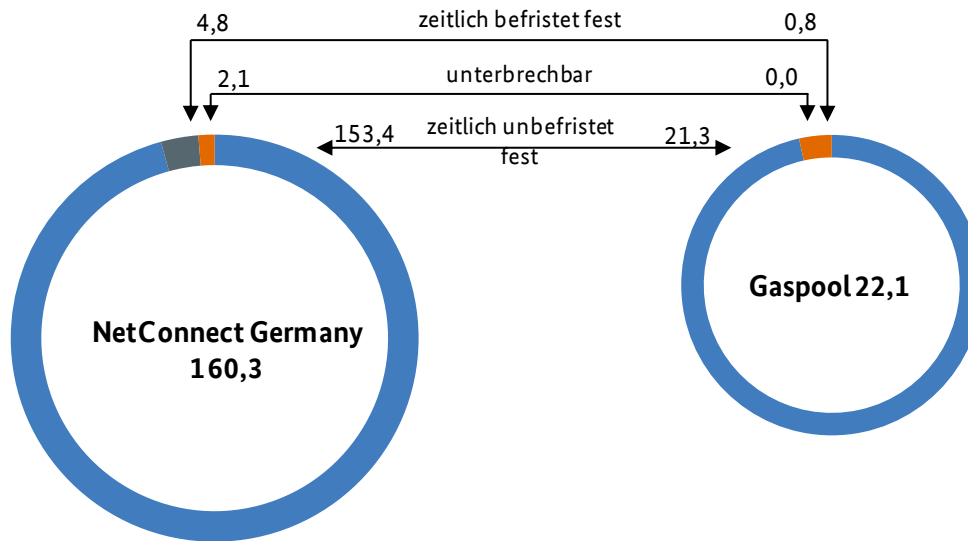 4,8 zeitlich befristet fest 0,8
2,1 unterbrechbar 0,0
153,4 zeitlich unbefristet 21,3
fest
NetConnect Germany
160,3
Gaspool 22,1